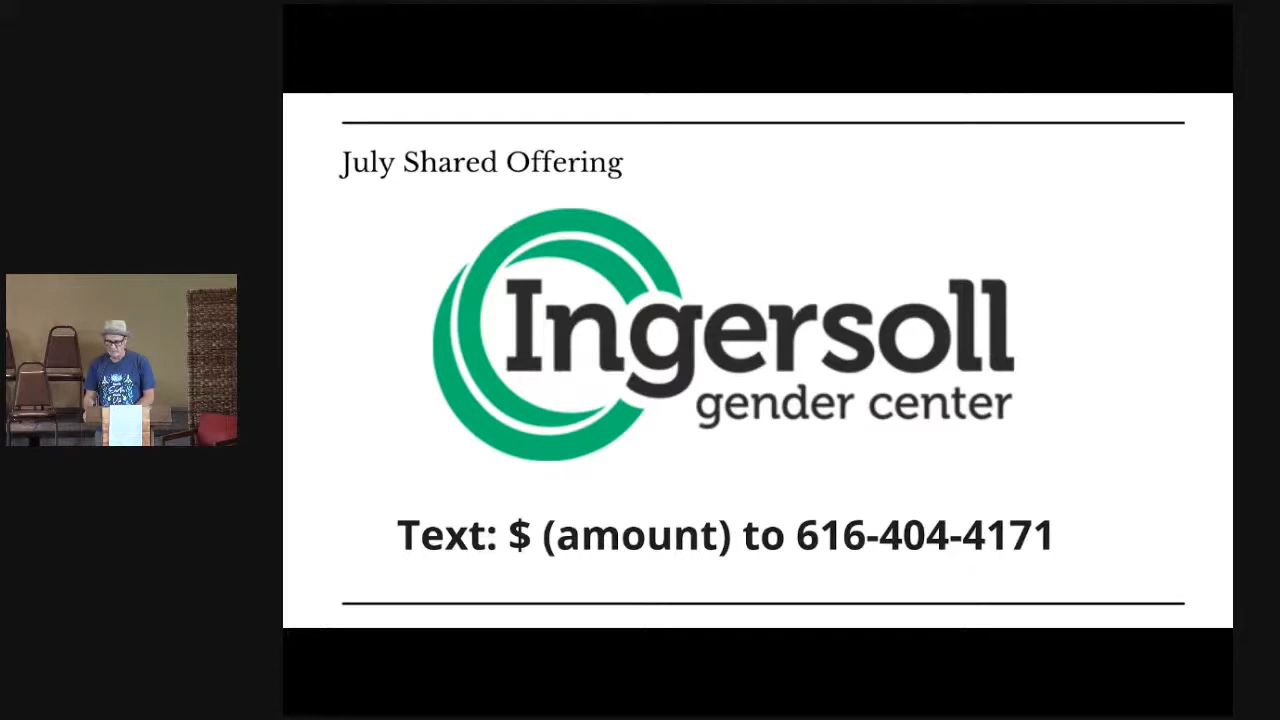 July Shared Offering
Ingersoll
gender center
Text: $ (amount) to 616-404-4171